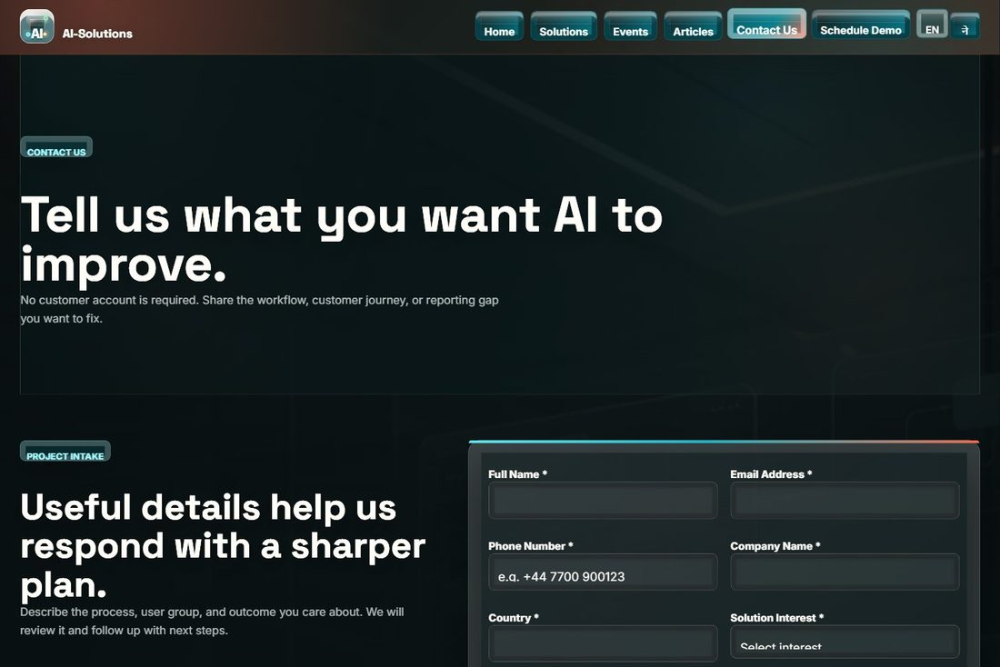 AI
AI-Solutions
Home
Solutions
Events
Articles
Contact Us
Schedule Demo
EN
ने
CONTACT US
Tell us what you want AI to
improve.
No customer account is required. Share the workflow, customer journey, or reporting gap
you want to fix.
PROJECT INTAKE
Useful details help us
respond with a sharper
plan.
Describe the process, user group, and outcome you care about. We will
review it and follow up with next steps.
Full Name *
Email Address *
Phone Number *
e.g. +44 7700 900123
Company Name *
Country *
Solution Interest *
Select interest